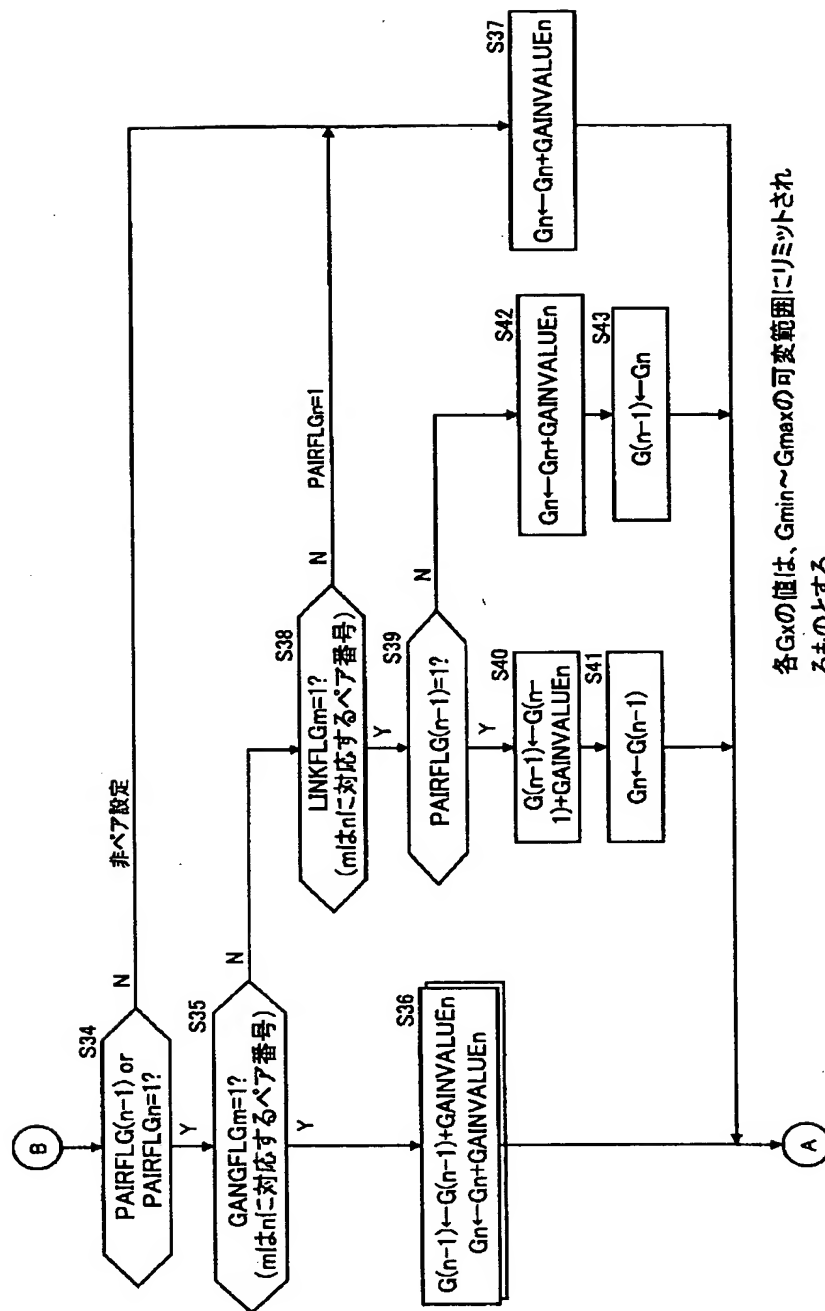 B
S34
PAIRFLG(n-1) or
PAIRFLGn=1?
N
非ペア設定
Y
S35
GANGFLGm=1?
(mはnに対応するペア番号)
N
Y
S38
LINKFLGm=1?
(mはnに対応するペア番号)
N
PAIRFLGn=1
Y
S39
PAIRFLG(n-1)=1?
N
Y
S36
G(n-1)←G(n-1)+GAINVALUEn
Gn←Gn+GAINVALUEn
S40
G(n-1)←G(n-
1)+GAINVALUEn
S41
Gn←G(n-1)
S42
Gn←Gn+GAINVALUEn
S43
G(n-1)←Gn
S37
Gn←Gn+GAINVALUEn
A
各Gxの値は、Gmin～Gmaxの可変範囲にリミットされ
るものとする